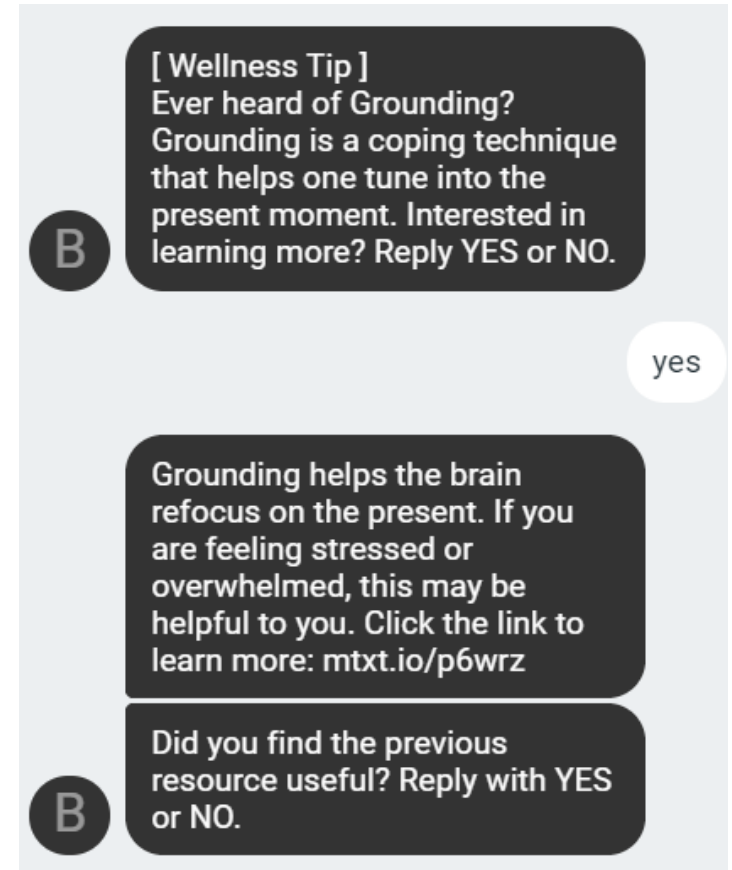 [ Wellness Tip ]
Ever heard of Grounding?
Grounding is a coping technique
that helps one tune into the
present moment. Interested in
learning more? Reply YES or NO.
B
yes
Grounding helps the brain
refocus on the present. If you
are feeling stressed or
overwhelmed, this may be
helpful to you. Click the link to
learn more: mtxt.io/p6wrz
Did you find the previous
resource useful? Reply with YES
or NO.
B